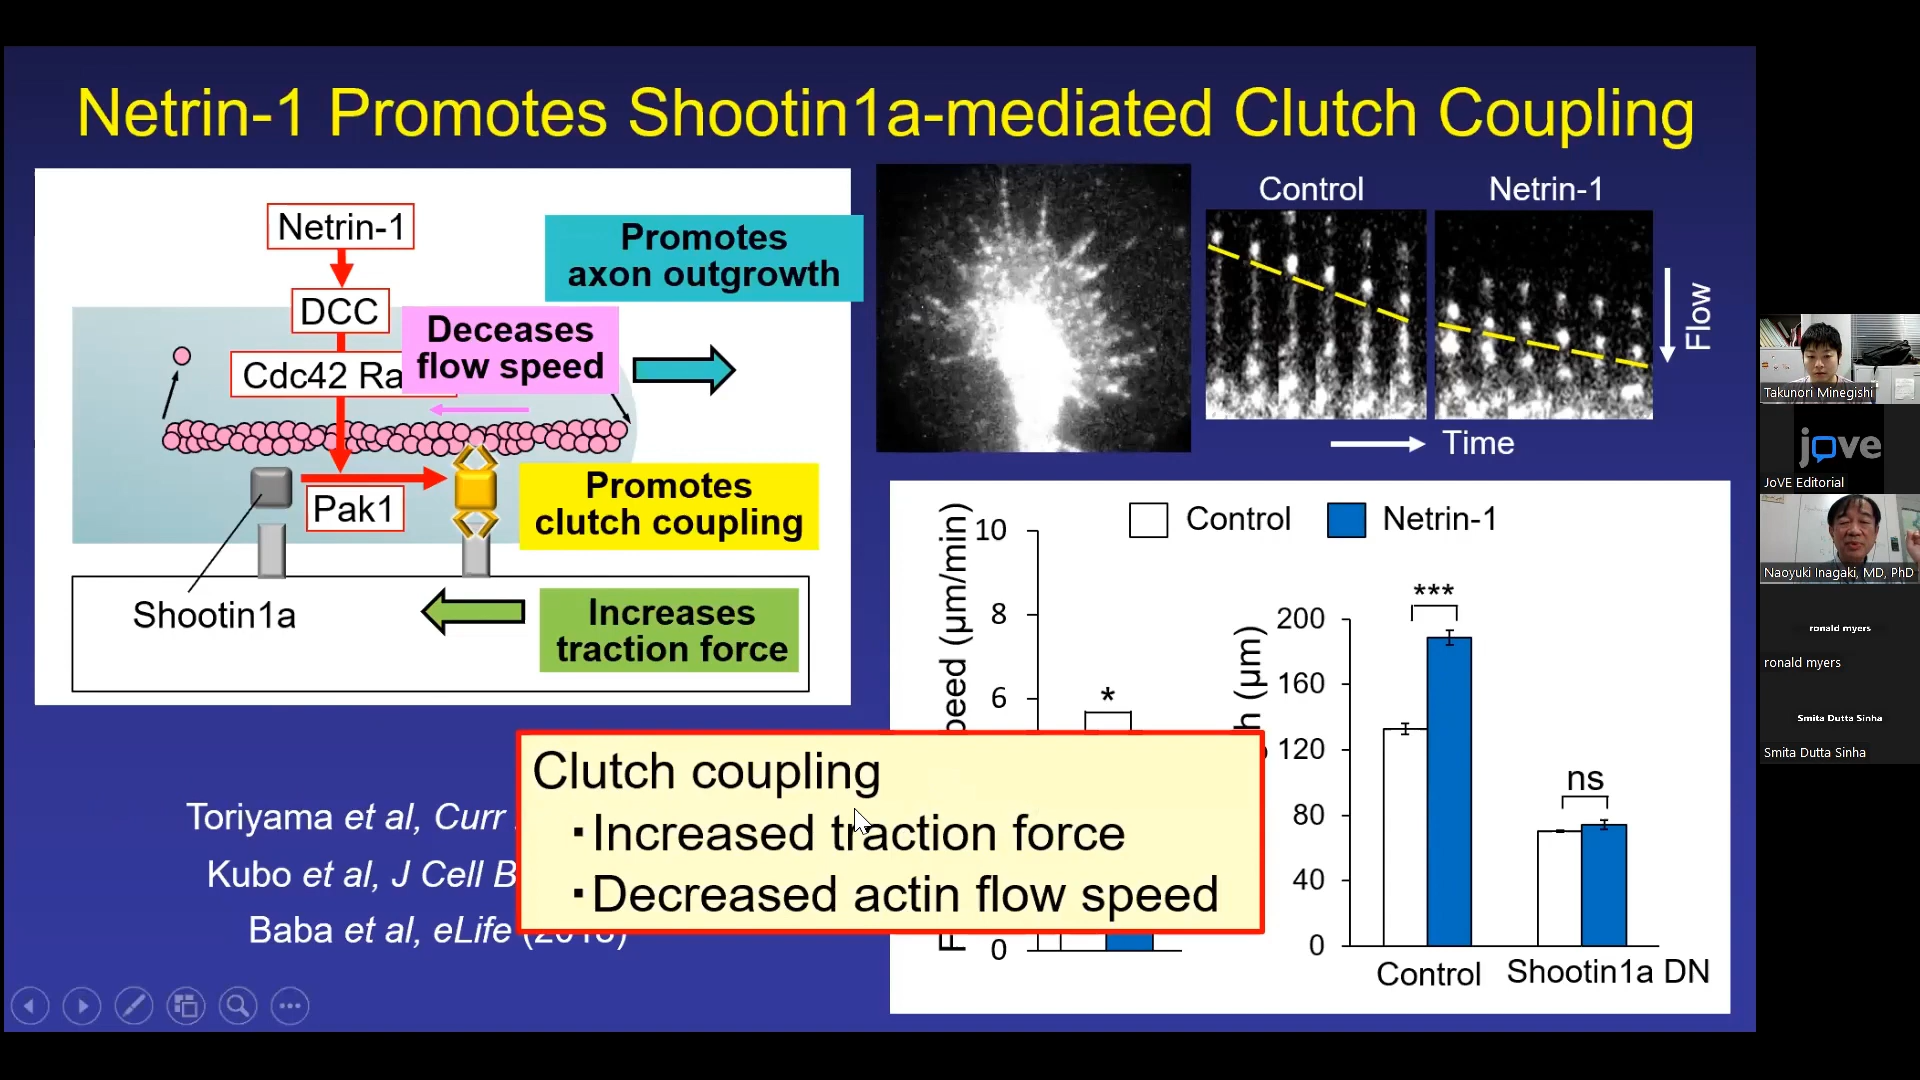 Netrin-1 Promotes Shootin1a-mediated Clutch Coupling
Netrin-1
DCC
Cdc42 Ra
Pak1
Shootin1a
Promotes
axon outgrowth
Deceases
flow speed
Promotes
clutch coupling
Increases
traction force
Control
Netrin-1
Flow
Time
Control
Netrin-1
peed (µm/min)
10
8
6
0
*
h (µm)
200
160
120
80
40
0
***
ns
Control
Shootin1a DN
Clutch coupling
・Increased traction force
・Decreased actin flow speed
Toriyama et al, Curr
Kubo et al, J Cell B
Baba et al, eLife
Takunori Minegishi
jove
JoVE Editorial
Naoyuki Inagaki, MD, PhD
ronald myers
ronald myers
Smita Dutta Sinha
Smita Dutta Sinha